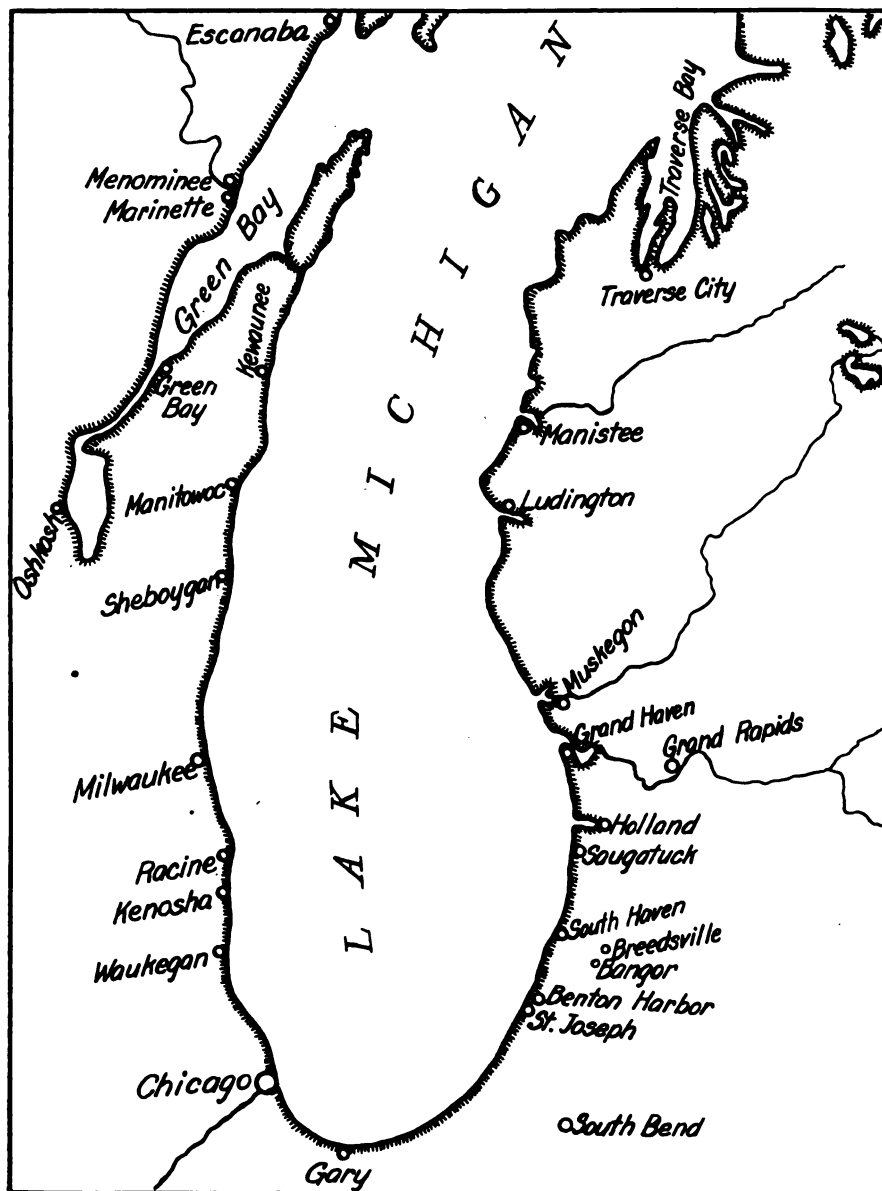 Escanaba
Menominee
Marinette
Green Bay
Traverse Bay
Traverse City
Kewaunee
Green
Bay
LAKE MICHIGAN
Manistee
Manitowoc
Ludington
Oshkosh
Sheboygan
Muskegon
Grand Haven
Grand Rapids
Milwaukee
Holland
Saugatuck
Racine
Kenosha
South Haven
Breedsville
Bangor
Waukegan
Benton Harbor
St. Joseph
Chicago
South Bend
Gary